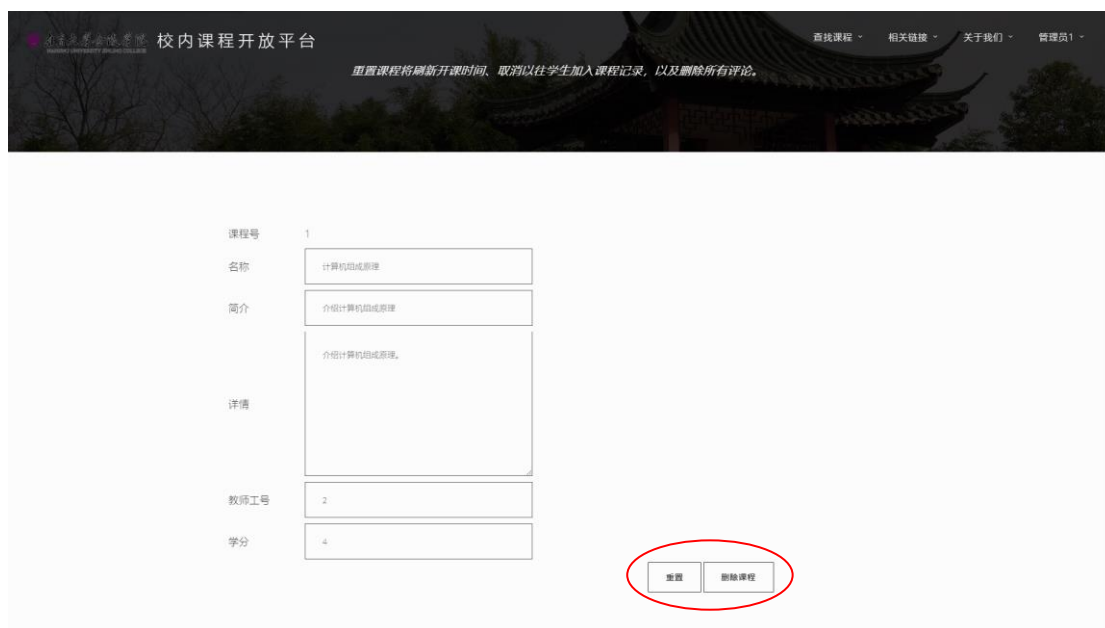 校内课程开放平台
查找课程 相关链接 关于我们 管理员1
重置课程将刷新开课时间、取消以往学生加入课程记录，以及删除所有评论。
课程号 1
名称 计算机组成原理
简介 介绍计算机组成原理
详情 介绍计算机组成原理。
教师工号 2
学分 4
重置 删除课程